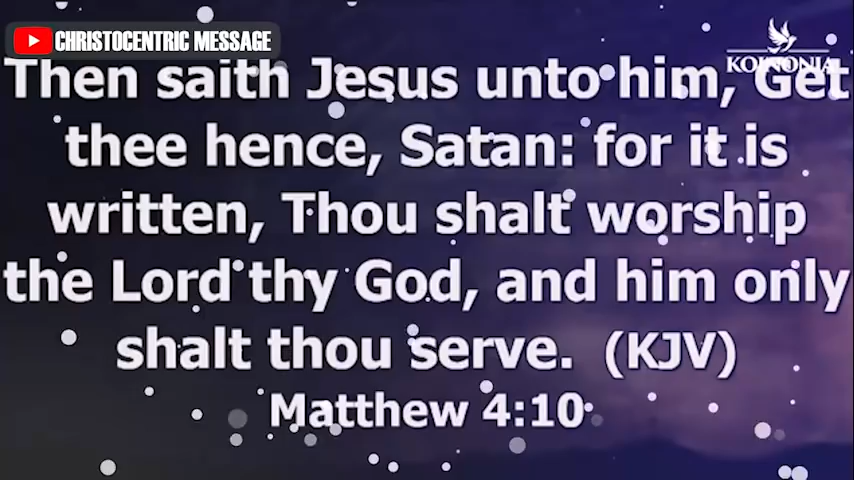 CHRISTOCENTRIC MESSAGE
KOINONIA
Then saith Jesus unto him, Get
thee hence, Satan: for it is
written, Thou shalt worship
the Lord thy God, and him only
shalt thou serve. (KJV)
Matthew 4:10